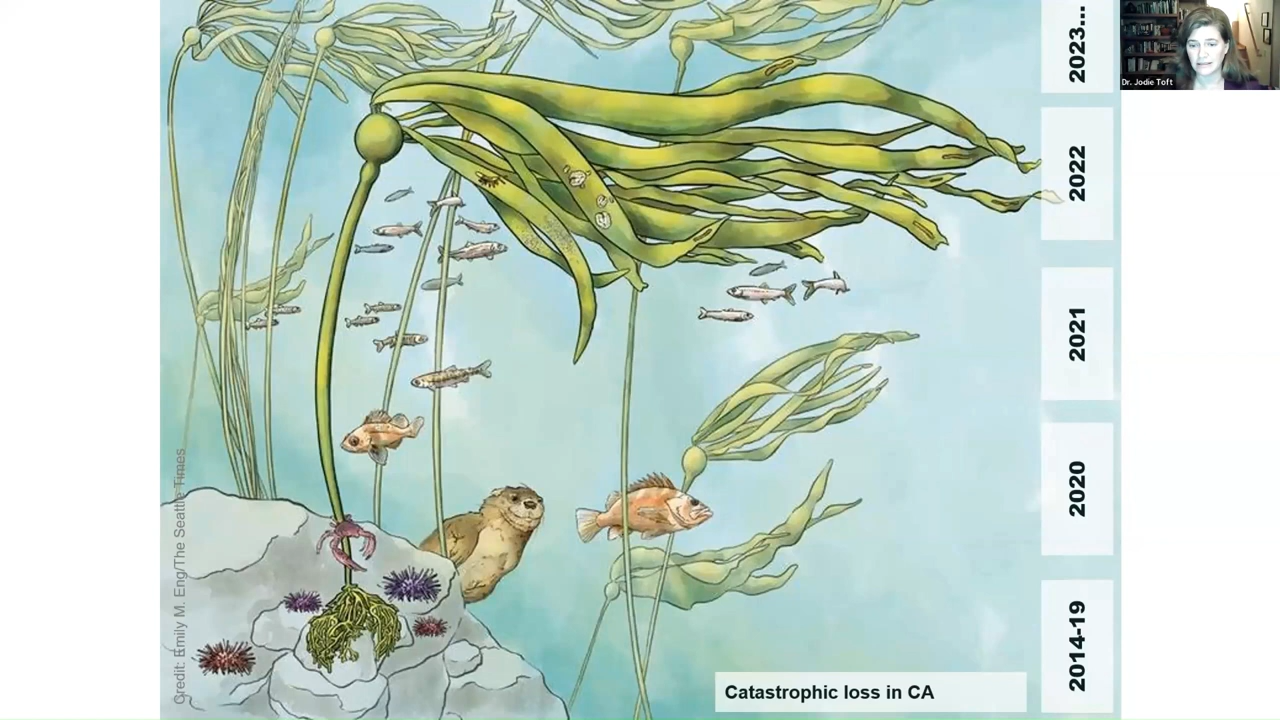 2023...
Dr. Jodie Toft
2022
2021
2020
2014-19
Catastrophic loss in CA
Credit: Emily M. Eng/The Seattle Times